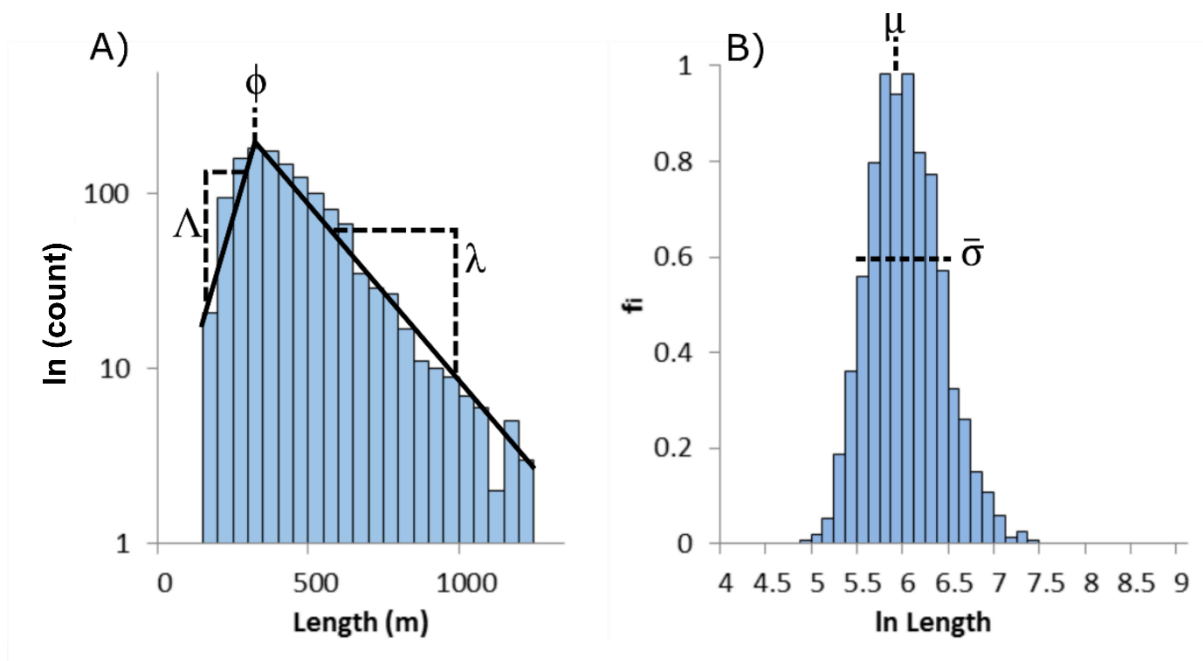 A)
ϕ
Λ
λ
100
10
1
0 500 1000
ln (count)
Length (m)
B)
μ
σ̄
1
0.8
0.6
0.4
0.2
0
4 4.5 5 5.5 6 6.5 7 7.5 8 8.5 9
fi
ln Length